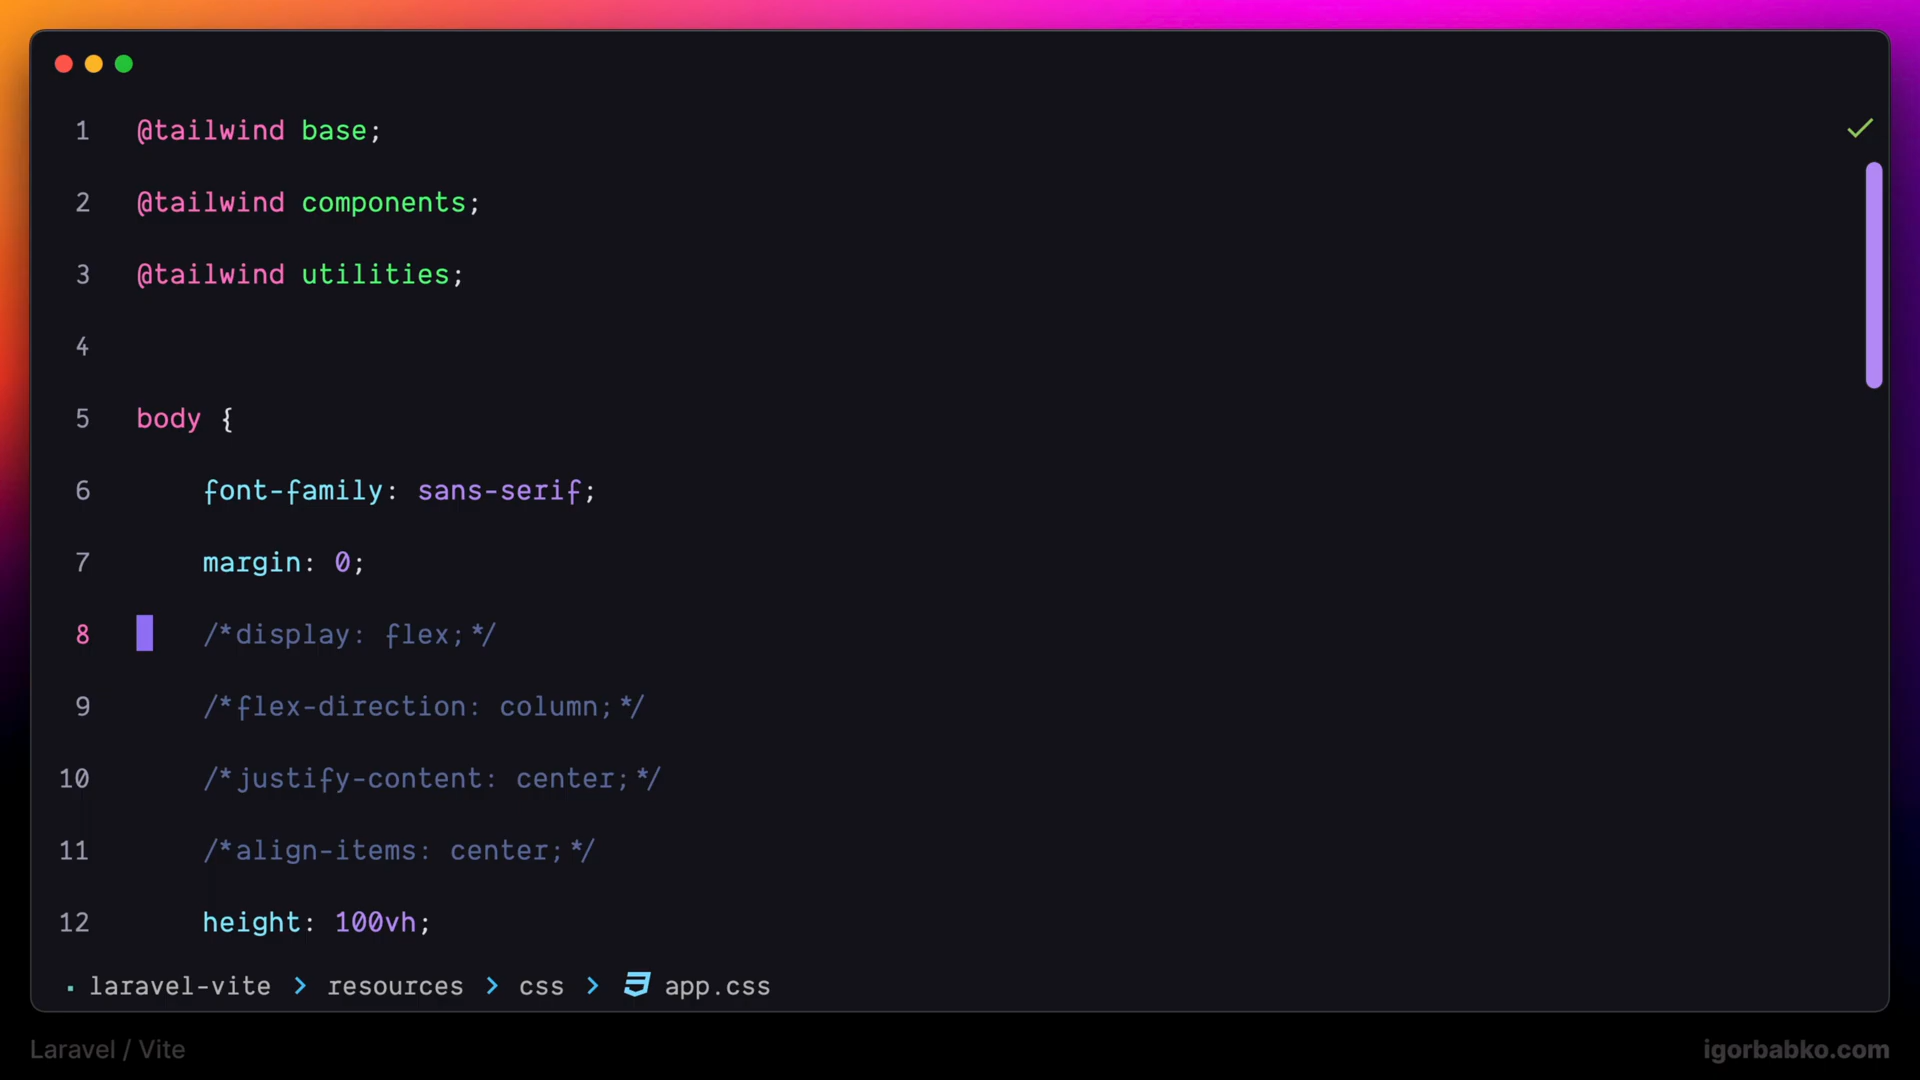 1 @tailwind base;
2 @tailwind components;
3 @tailwind utilities;
4
5 body {
6     font-family: sans-serif;
7     margin: 0;
8     /*display: flex;*/
9     /*flex-direction: column;*/
10     /*justify-content: center;*/
11     /*align-items: center;*/
12     height: 100vh;
laravel-vite > resources > css > app.css
Laravel / Vite
igorbabko.com